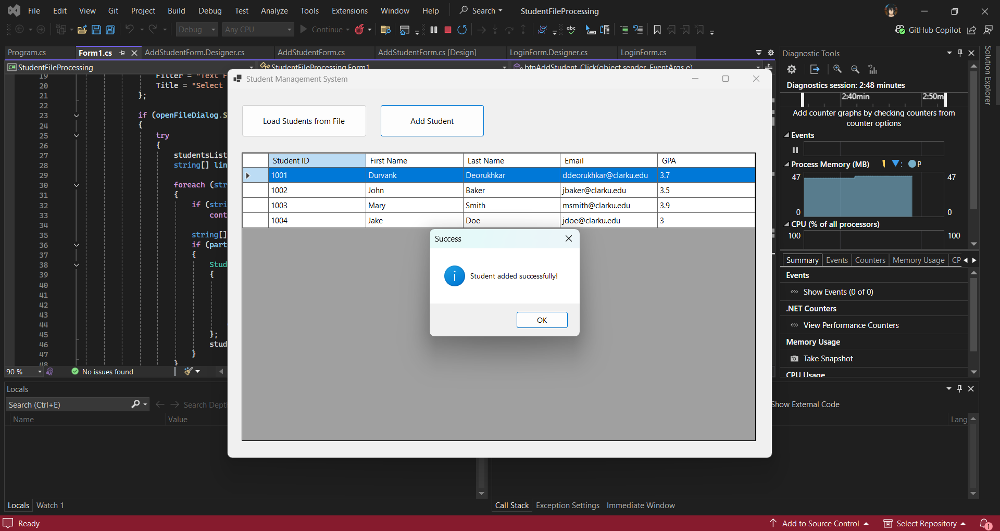 File Edit View Git Project Build Debug Test Analyze Tools Extensions Window Help Search StudentFileProcessing
Debug Any CPU Continue abc GitHub Copilot
Program.cs Form1.cs AddStudentForm.Designer.cs AddStudentForm.cs AddStudentForm.cs [Design] LoginForm.Designer.cs LoginForm.cs
C# StudentFileProcessing StudentFileProcessing.Form1 btnAddStudent_Click(object sender, EventArgs e)
19 Filter = "Text F
20 Title = "Select
21 };
22
23 if (openFileDialog.S
24 {
25 try
26 {
27 studentsList
28 string[] lin
29
30 foreach (str
31 {
32 if (stri
33 cont
34
35 string[]
36 if (part
37 {
38 Stud
39 {
40
41
42
43
44
45 };
46 stud
47 }
48 }
90 % No issues found
Student Management System
Load Students from File Add Student
Student ID First Name Last Name Email GPA
1001 Durvank Deorukhkar ddeorukhkar@clarku.edu 3.7
1002 John Baker jbaker@clarku.edu 3.5
1003 Mary Smith msmith@clarku.edu 3.9
1004 Jake Doe jdoe@clarku.edu 3
Success
Student added successfully!
OK
Diagnostic Tools
Diagnostics session: 2:48 minutes
2:40min 2:50m
Add counter graphs by checking counters from
counter options
Events
Process Memory (MB) P
47 47
0 0
CPU (% of all processors)
100 100
Summary Events Counters Memory Usage CP
Events
Show Events (0 of 0)
.NET Counters
View Performance Counters
Memory Usage
Take Snapshot
CPU Usage
Solution Explorer
Locals
Search (Ctrl+E) Search Dept
Name Value
Locals Watch 1
Show External Code
Lang
Call Stack Exception Settings Immediate Window
Ready Add to Source Control Select Repository 1